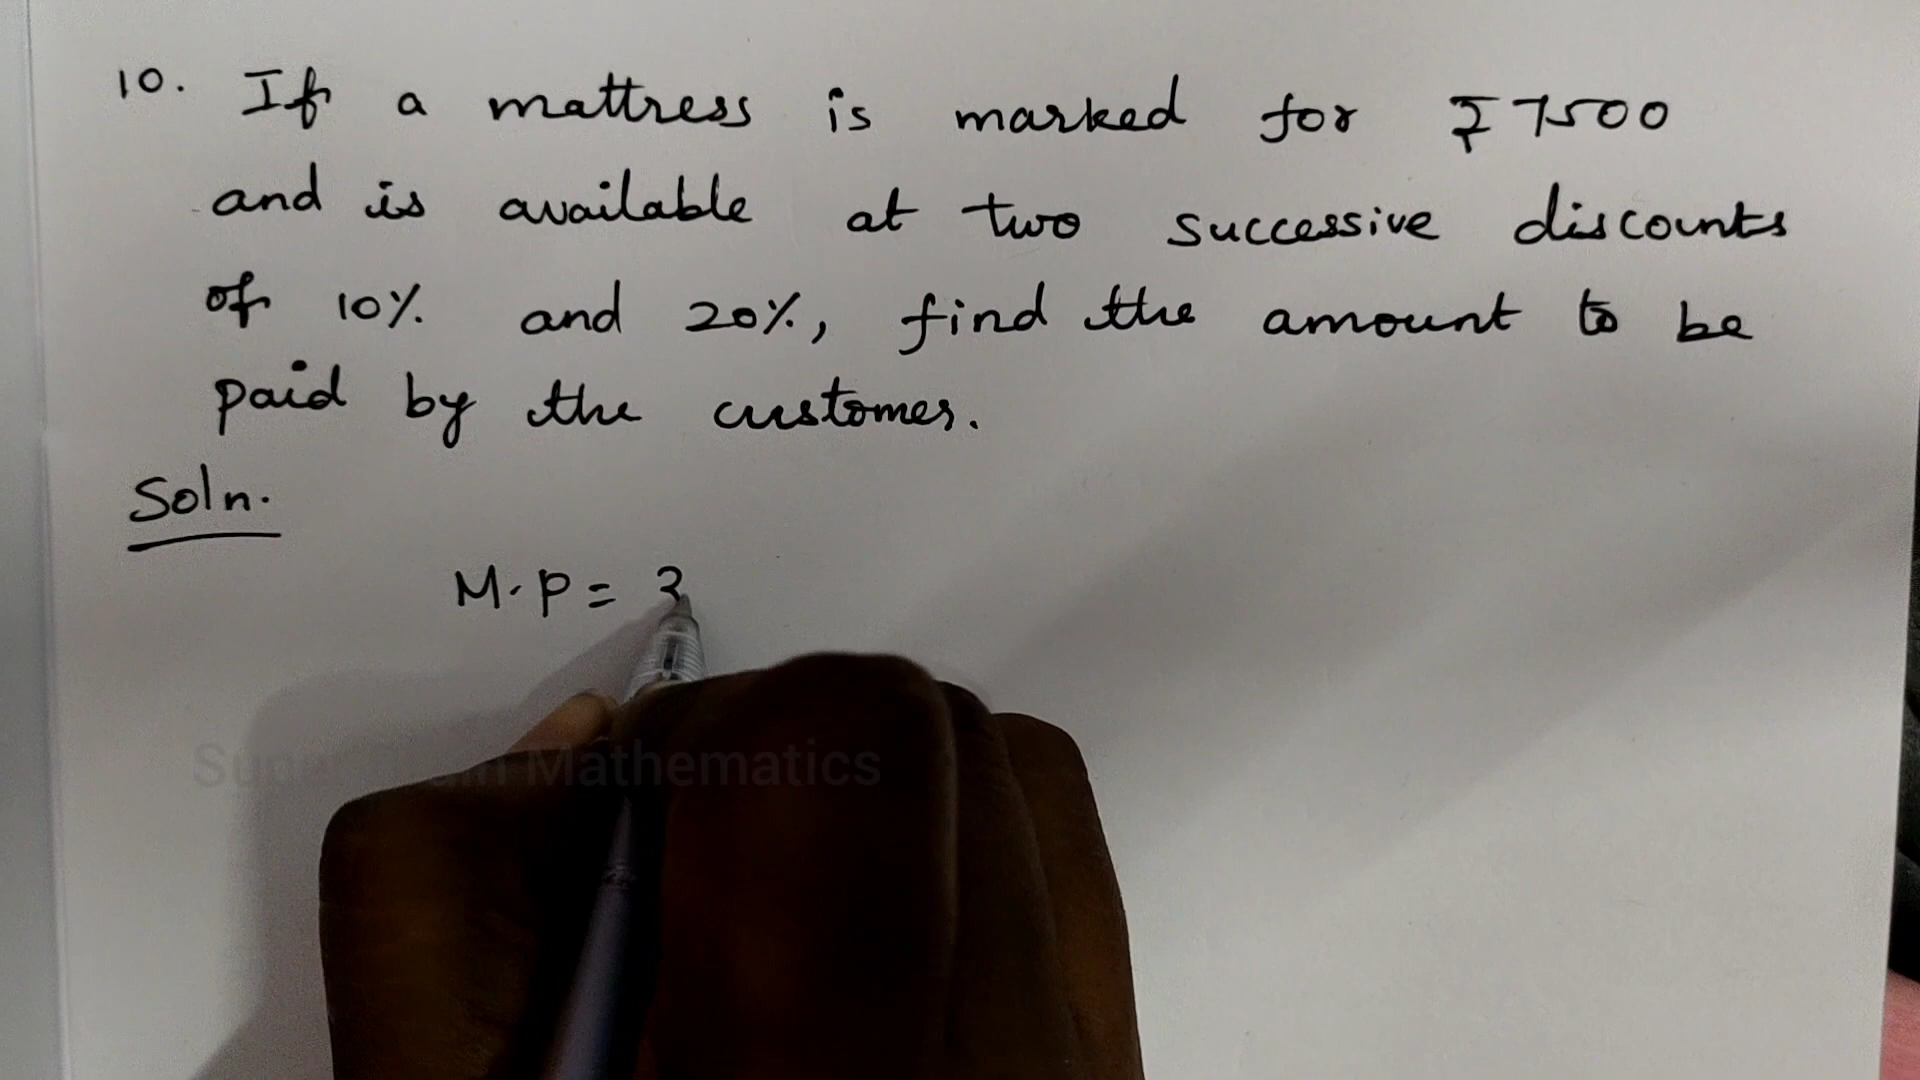 10. If a mattress is marked for ₹ 7500
and is available at two successive discounts
of 10% and 20%, find the amount to be
paid by the customer.
Soln.
M.P =
Mathematics